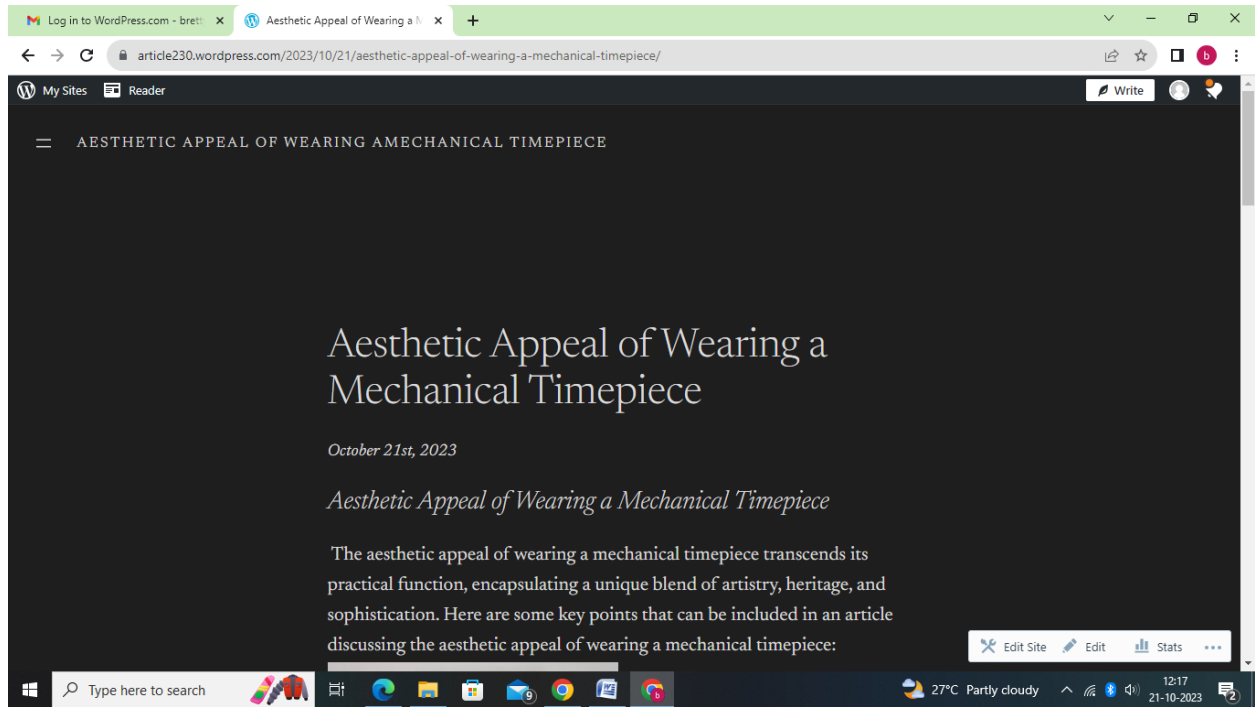 Log in to WordPress.com - brett
Aesthetic Appeal of Wearing a M
article230.wordpress.com/2023/10/21/aesthetic-appeal-of-wearing-a-mechanical-timepiece/
b
My Sites
Reader
Write
AESTHETIC APPEAL OF WEARING AMECHANICAL TIMEPIECE
Aesthetic Appeal of Wearing a
Mechanical Timepiece
October 21st, 2023
Aesthetic Appeal of Wearing a Mechanical Timepiece
The aesthetic appeal of wearing a mechanical timepiece transcends its
practical function, encapsulating a unique blend of artistry, heritage, and
sophistication. Here are some key points that can be included in an article
discussing the aesthetic appeal of wearing a mechanical timepiece:
Edit Site
Edit
Stats
Type here to search
9
b
27°C Partly cloudy
12:17
21-10-2023
2